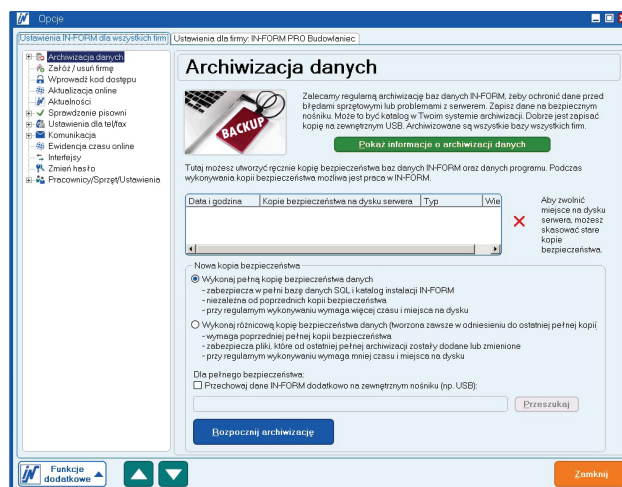 Opcje
Ustawienia IN-FORM dla wszystkich firm
Ustawienia dla firmy: IN-FORM PRO Budowlaniec
Archiwizacja danych
Załóż / usuń firmę
Wprowadź kod dostępu
Aktualizacja online
Aktualności
Sprawdzanie pisowni
Ustawienia dla tel/fax
Komunikacja
Ewidencja czasu online
Interfejsy
Zmień hasło
Pracownicy/Sprzęt/Ustawienia
Archiwizacja danych
BACKUP
Zalecamy regularną archiwizację baz danych IN-FORM, żeby ochronić dane przed
błędami sprzętowymi lub problemami z serwerem. Zapisz dane na bezpiecznym
nośniku. Może to być katalog w Twoim systemie archiwizacji. Dobrze jest zapisać
kopię na zewnętrznym USB. Archiwizowane są wszystkie bazy wszystkich firm.
Pokaż informacje o archiwizacji danych
Tutaj możesz utworzyć ręcznie kopię bezpieczeństwa baz danych IN-FORM oraz danych programu. Podczas
wykonywania kopii bezpieczeństwa możliwa jest praca w IN-FORM.
Data i godzina Kopie bezpieczeństwa na dysku serwera Typ Wie
Aby zwolnić
miejsce na dysku
serwera, możesz
skasować stare
kopie
bezpieczeństwa.
Nowa kopia bezpieczeństwa
Wykonaj pełną kopię bezpieczeństwa danych
- zabezpiecza w pełni bazę danych SQL i katalog instalacji IN-FORM
- niezależna od poprzednich kopii bezpieczeństwa
- przy regularnym wykonywaniu wymaga więcej czasu i miejsca na dysku
Wykonaj różnicową kopię bezpieczeństwa danych (tworzona zawsze w odniesieniu do ostatniej pełnej kopii
- wymaga poprzedniej pełnej kopii bezpieczeństwa
- zabezpiecza pliki, które od ostatniej pełnej archiwizacji zostały dodane lub zmienione
- przy regularnym wykonywaniu wymaga mniej czasu i miejsca na dysku
Dla pełnego bezpieczeństwa:
Przechowaj dane IN-FORM dodatkowo na zewnętrznym nośniku (np. USB):
Przeszukaj
Rozpocznij archiwizację
Funkcje
dodatkowe
Zamknij